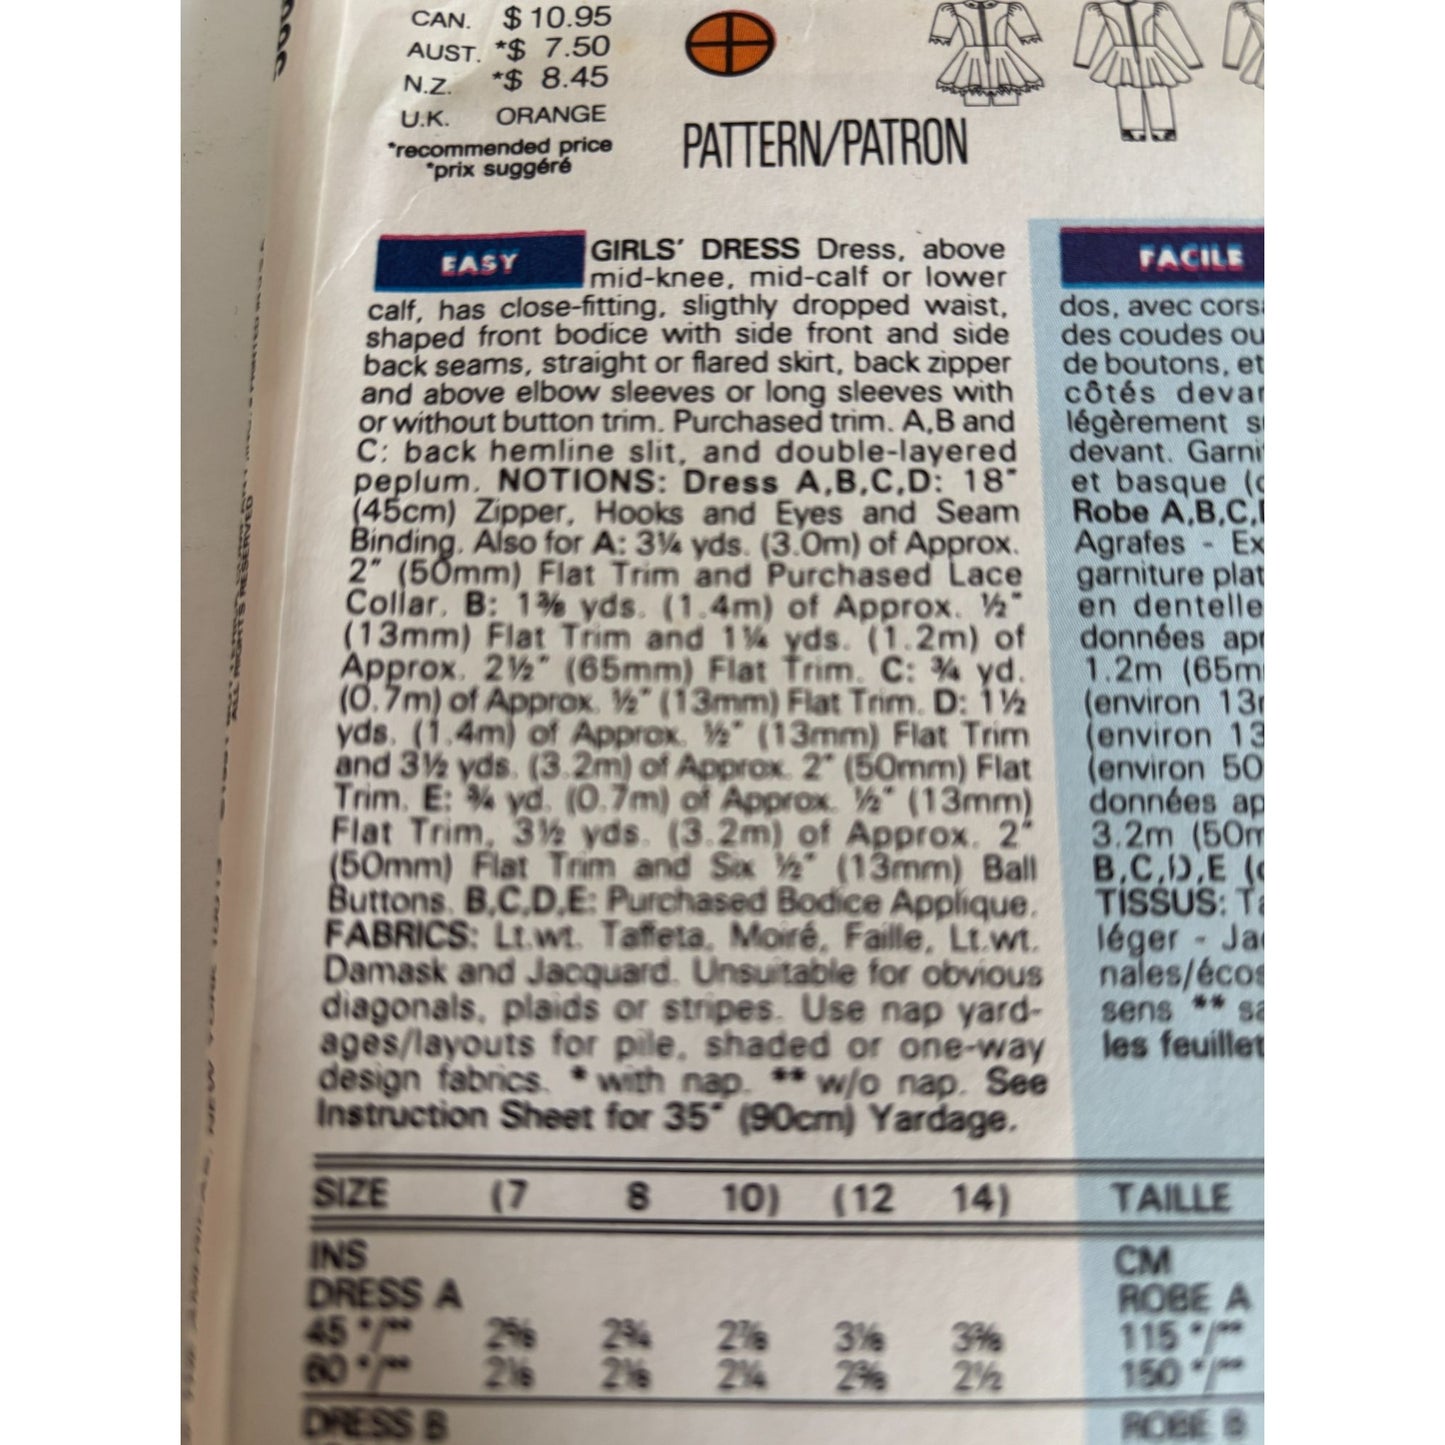 CAN. $ 10.95
AUST. *$ 7.50
N.Z. *$ 8.45
U.K. ORANGE
*recommended price
*prix suggéré
PATTERN/PATRON
EASY GIRLS' DRESS Dress, above
mid-knee, mid-calf or lower
calf, has close-fitting, sligthly dropped waist,
shaped front bodice with side front and side
back seams, straight or flared skirt, back zipper
and above elbow sleeves or long sleeves with
or without button trim. Purchased trim. A,B and
C: back hemline slit, and double-layered
peplum. NOTIONS: Dress A,B,C,D: 18"
(45cm) Zipper, Hooks and Eyes and Seam
Binding. Also for A: 3¼ yds. (3.0m) of Approx.
2" (50mm) Flat Trim and Purchased Lace
Collar. B: 1⅜ yds. (1.4m) of Approx. ½"
(13mm) Flat Trim and 1¼ yds. (1.2m) of
Approx. 2½" (65mm) Flat Trim. C: ¾ yd.
(0.7m) of Approx. ½" (13mm) Flat Trim. D: 1½
yds. (1.4m) of Approx. ½" (13mm) Flat Trim
and 3½ yds. (3.2m) of Approx. 2" (50mm) Flat
Trim. E: ¾ yd. (0.7m) of Approx. ½" (13mm)
Flat Trim, 3½ yds. (3.2m) of Approx. 2"
(50mm) Flat Trim and Six ½" (13mm) Ball
Buttons. B,C,D,E: Purchased Bodice Applique.
FABRICS: Lt.wt. Taffeta, Moiré, Faille, Lt.wt.
Damask and Jacquard. Unsuitable for obvious
diagonals, plaids or stripes. Use nap yard-
ages/layouts for pile, shaded or one-way
design fabrics. * with nap. ** w/o nap. See
Instruction Sheet for 35" (90cm) Yardage.
SIZE (7 8 10) (12 14)
INS
DRESS A
45 */** 2⅝ 2¾ 2⅞ 3⅛ 3⅜
60 */** 2⅛ 2⅛ 2¼ 2⅜ 2½
DRESS B
FACILE
dos, avec cors
des coudes ou
de boutons, et
côtés devan
légèrement s
devant. Garni
et basque (
Robe A,B,C,
Agrafes - Ex
garniture plat
en dentelle
données ap
1.2m (65m
(environ 13
(environ 13
(environ 50
données ap
3.2m (50m
B,C,D,E (
TISSUS: Ta
léger - Ja
nales/écos
sens ** sa
les feuillet
TAILLE
CM
ROBE A
115 */**
150 */**
ROBE B
ALL RIGHTS RESERVED